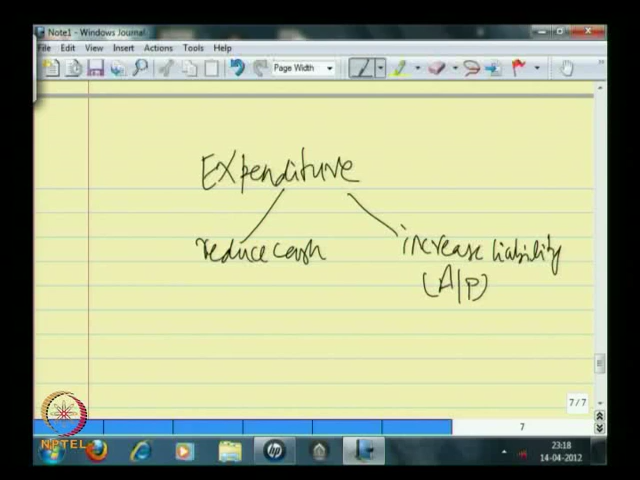 Note1 - Windows Journal
File Edit View Insert Actions Tools Help
Page Width
Expenditure
reduce cash
increase liability
(A/P)
7/7
7
NPTEL
23:18
14-04-2012